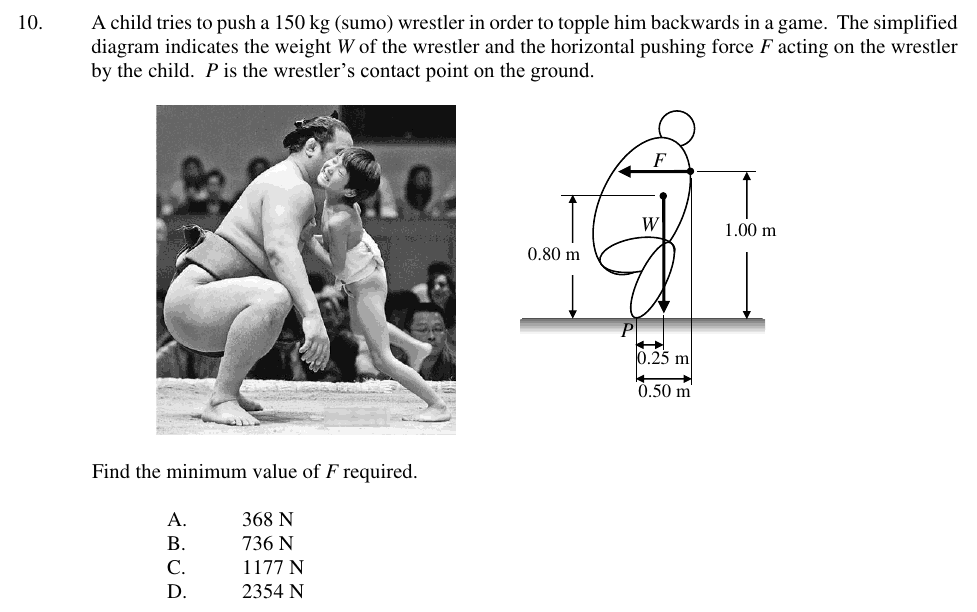 10. A child tries to push a 150 kg (sumo) wrestler in order to topple him backwards in a game. The simplified
diagram indicates the weight W of the wrestler and the horizontal pushing force F acting on the wrestler
by the child. P is the wrestler's contact point on the ground.
F
W
1.00 m
0.80 m
P
0.25 m
0.50 m
Find the minimum value of F required.
A. 368 N
B. 736 N
C. 1177 N
D. 2354 N